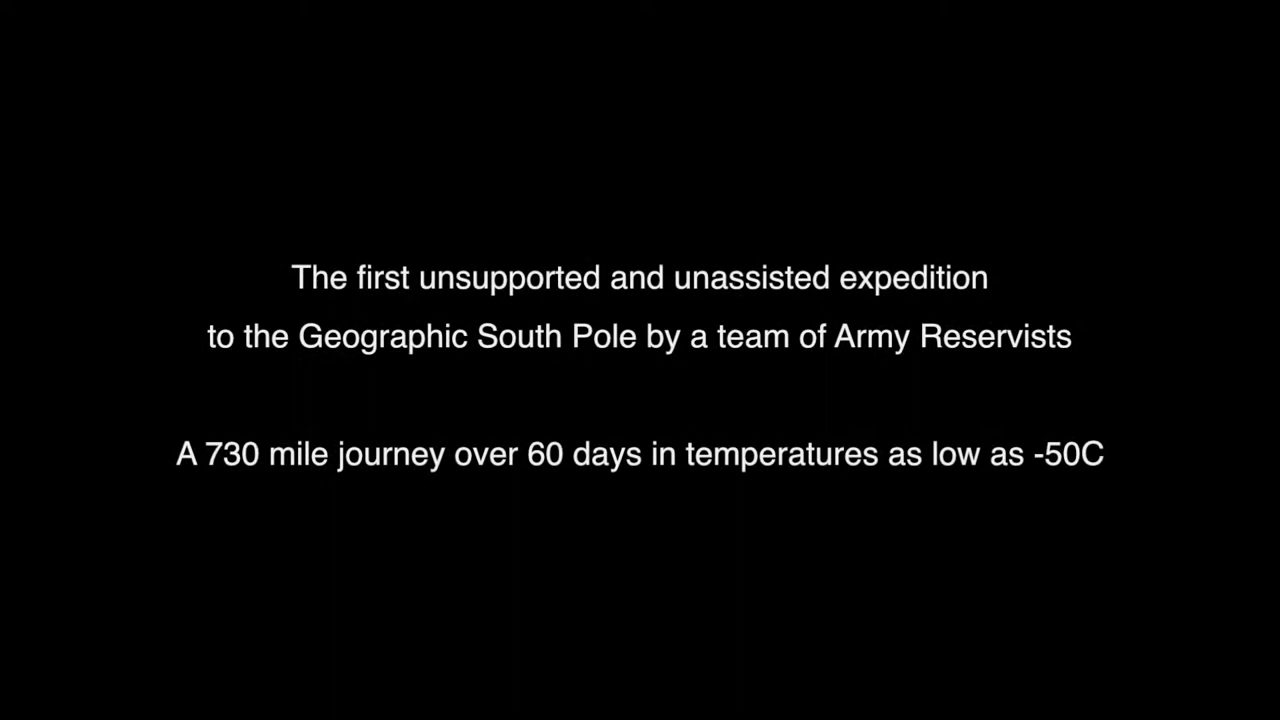 The first unsupported and unassisted expedition
to the Geographic South Pole by a team of Army Reservists
A 730 mile journey over 60 days in temperatures as low as -50C